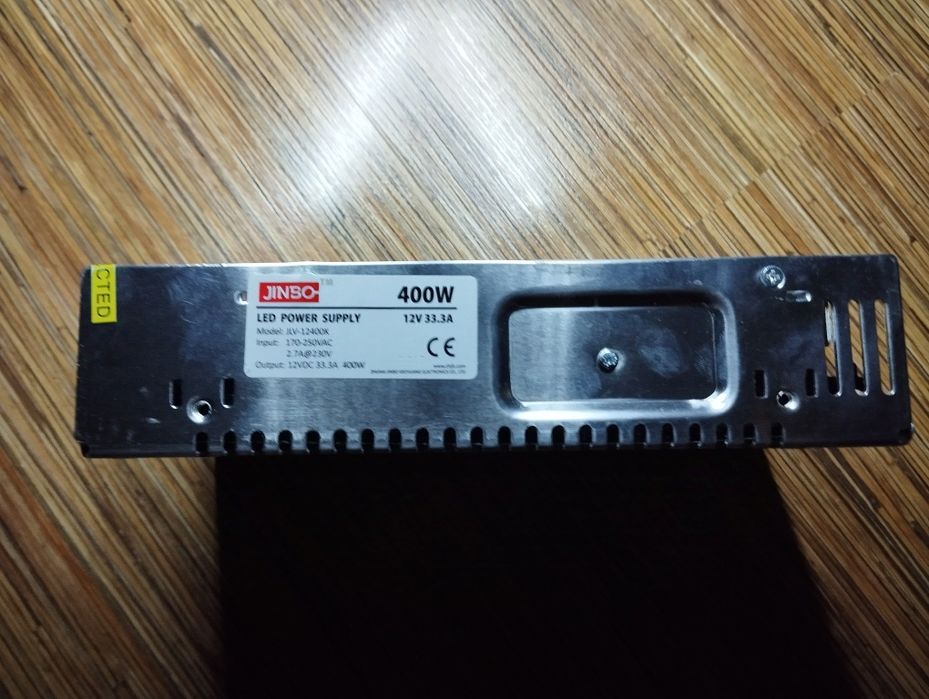 CTED
JINBO TM
400W
LED POWER SUPPLY
12V 33.3A
Model: JLV-12400K
Input: 170-250VAC
2.7A@230V
CE
Output: 12VDC 33.3A 400W